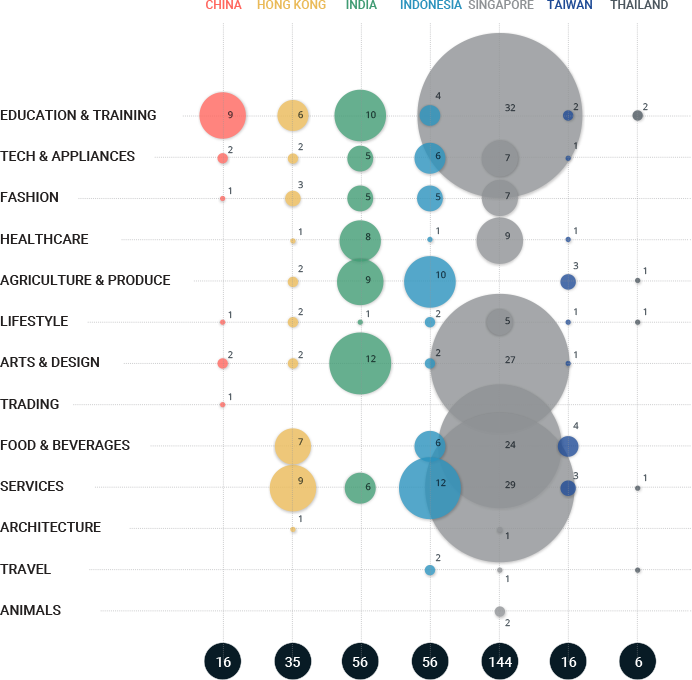 CHINA HONG KONG INDIA INDONESIA SINGAPORE TAIWAN THAILAND
EDUCATION & TRAINING 9 6 10 4 32 2 2
TECH & APPLIANCES 2 2 5 6 7 1
FASHION 1 3 5 5 7
HEALTHCARE 1 8 1 9 1
AGRICULTURE & PRODUCE 2 9 10 3 1
LIFESTYLE 1 2 1 2 5 1 1
ARTS & DESIGN 2 2 12 2 27 1
TRADING 1
FOOD & BEVERAGES 7 6 24 4
SERVICES 9 6 12 29 3 1
ARCHITECTURE 1 1
TRAVEL 2 1
ANIMALS 2
16 35 56 56 144 16 6